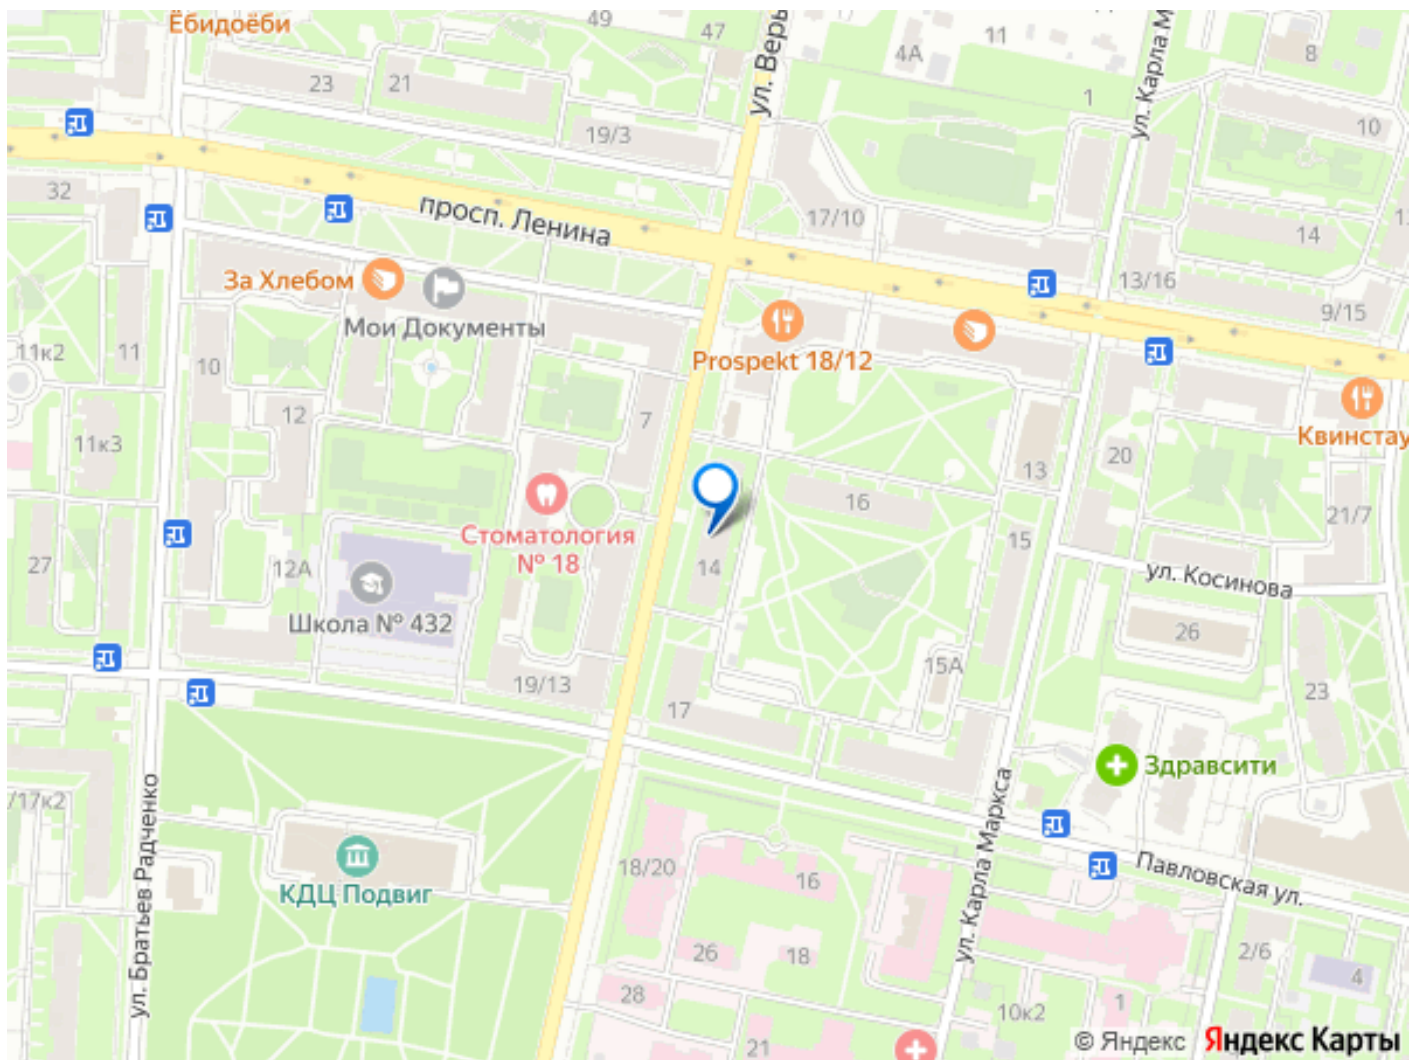 Ёбидоёби
49
47
ул. Верь
11
4А
8
ул. Карла М
23
21
1
10
19/3
32
просп. Ленина
17/10
14
За Хлебом
Мои Документы
13/16
9/15
11к2
11
10
Prospekt 18/12
12
7
Квинстау
11к3
20
13
16
21/7
Стоматология
№ 18
15
27
12А
14
ул. Косинова
Школа № 432
26
15А
19/13
17
23
Здравсити
/17к2
ул. Братьев Радченко
ул. Карла Маркса
18/20
16
Павловская ул.
КДЦ Подвиг
26
18
2/6
4
28
10к2
1
21
© Яндекс Яндекс Карты